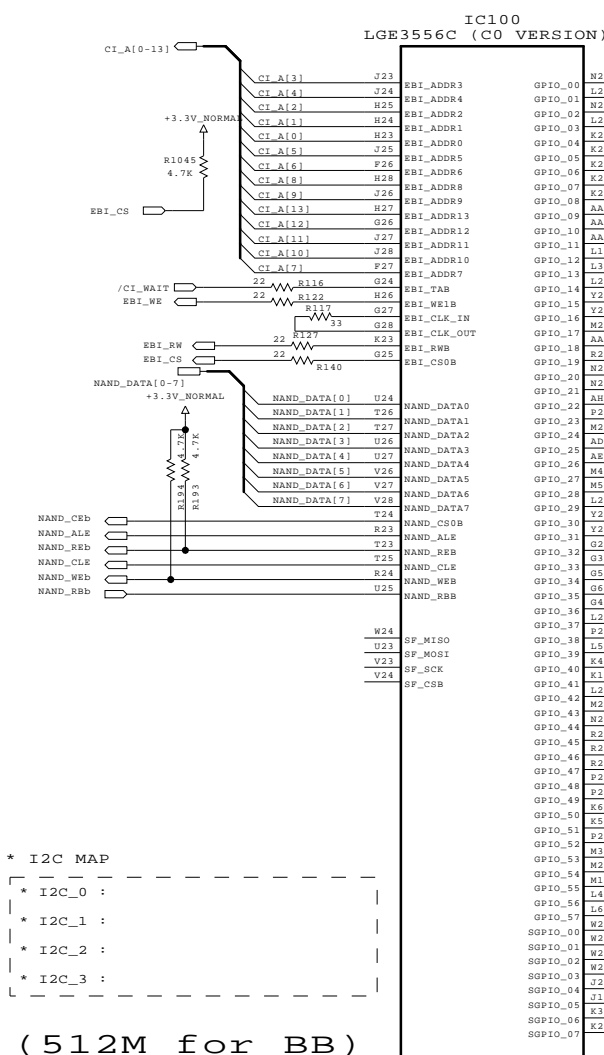 IC100
LGE3556C (C0 VERSION)
CI_A[0-13]
CI_A[3] J23 EBI_ADDR3
CI_A[4] J24 EBI_ADDR4
CI_A[2] H25 EBI_ADDR2
CI_A[1] H24 EBI_ADDR1
CI_A[0] H23 EBI_ADDR0
CI_A[5] J25 EBI_ADDR5
CI_A[6] F26 EBI_ADDR6
CI_A[8] H28 EBI_ADDR8
CI_A[9] J26 EBI_ADDR9
CI_A[13] H27 EBI_ADDR13
CI_A[12] G26 EBI_ADDR12
CI_A[11] J27 EBI_ADDR11
CI_A[10] J28 EBI_ADDR10
CI_A[7] F27 EBI_ADDR7
+3.3V_NORMAL
R1045
4.7K
EBI_CS
/CI_WAIT 22 R116 G24 EBI_TAB
EBI_WE 22 R122 H26 EBI_WE1B
R117 G27 EBI_CLK_IN
33 G28 EBI_CLK_OUT
EBI_RW 22 R127 K23 EBI_RWB
EBI_CS 22 R140 G25 EBI_CS0B
NAND_DATA[0-7]
+3.3V_NORMAL
NAND_DATA[0] U24 NAND_DATA0
NAND_DATA[1] T26 NAND_DATA1
NAND_DATA[2] T27 NAND_DATA2
NAND_DATA[3] U26 NAND_DATA3
NAND_DATA[4] U27 NAND_DATA4
NAND_DATA[5] V26 NAND_DATA5
NAND_DATA[6] V27 NAND_DATA6
NAND_DATA[7] V28 NAND_DATA7
R194 4.7K
R193 4.7K
NAND_CEb T24 NAND_CS0B
NAND_ALE R23 NAND_ALE
NAND_REb T23 NAND_REB
NAND_CLE T25 NAND_CLE
NAND_WEb R24 NAND_WEB
NAND_RBb U25 NAND_RBB
W24 SF_MISO
U23 SF_MOSI
V23 SF_SCK
V24 SF_CSB
GPIO_00 N2
GPIO_01 L2
GPIO_02 N2
GPIO_03 L2
GPIO_04 K2
GPIO_05 K2
GPIO_06 K2
GPIO_07 K2
GPIO_08 K2
GPIO_09 AA
GPIO_10 AA
GPIO_11 AA
GPIO_12 L1
GPIO_13 L3
GPIO_14 L2
GPIO_15 Y2
GPIO_16 Y2
GPIO_17 M2
GPIO_18 AA
GPIO_19 R2
GPIO_20 N2
GPIO_21 N2
GPIO_22 AH
GPIO_23 P2
GPIO_24 M2
GPIO_25 AD
GPIO_26 AE
GPIO_27 M4
GPIO_28 M5
GPIO_29 L2
GPIO_30 Y2
GPIO_31 Y2
GPIO_32 G2
GPIO_33 G3
GPIO_34 G5
GPIO_35 G6
GPIO_36 G4
GPIO_37 L2
GPIO_38 P2
GPIO_39 L5
GPIO_40 K4
GPIO_41 K1
GPIO_42 L2
GPIO_43 M2
GPIO_44 N2
GPIO_45 R2
GPIO_46 R2
GPIO_47 R2
GPIO_48 P2
GPIO_49 P2
GPIO_50 K6
GPIO_51 K5
GPIO_52 P2
GPIO_53 M3
GPIO_54 M2
GPIO_55 M1
GPIO_56 L4
GPIO_57 L6
SGPIO_00 W2
SGPIO_01 W2
SGPIO_02 W2
SGPIO_03 W2
SGPIO_04 J2
SGPIO_05 J1
SGPIO_06 K3
SGPIO_07 K2
* I2C MAP
* I2C_0 :
* I2C_1 :
* I2C_2 :
* I2C_3 :
(512M for BB)